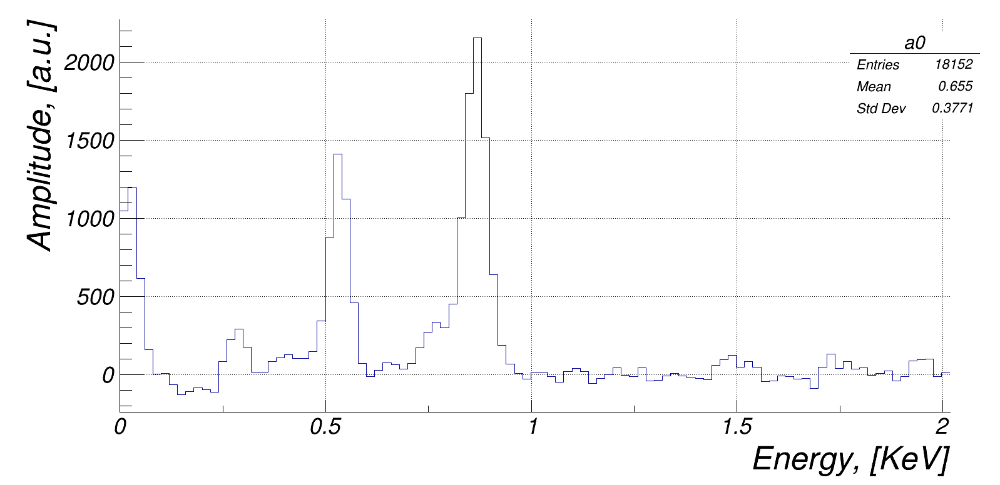 Amplitude, [a.u.]
2000
1500
1000
500
0
a0
Entries 18152
Mean 0.655
Std Dev 0.3771
0 0.5 1 1.5 2
Energy, [KeV]